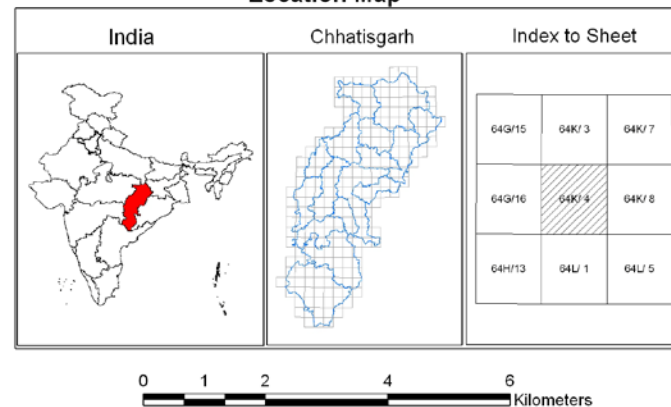 Location Map
India
Chhatisgarh
Index to Sheet
64G/15 64K/ 3 64K/ 7
64G/16 64K/ 4 64K/ 8
64H/13 64L/ 1 64L/ 5
0 1 2 4 6
Kilometers